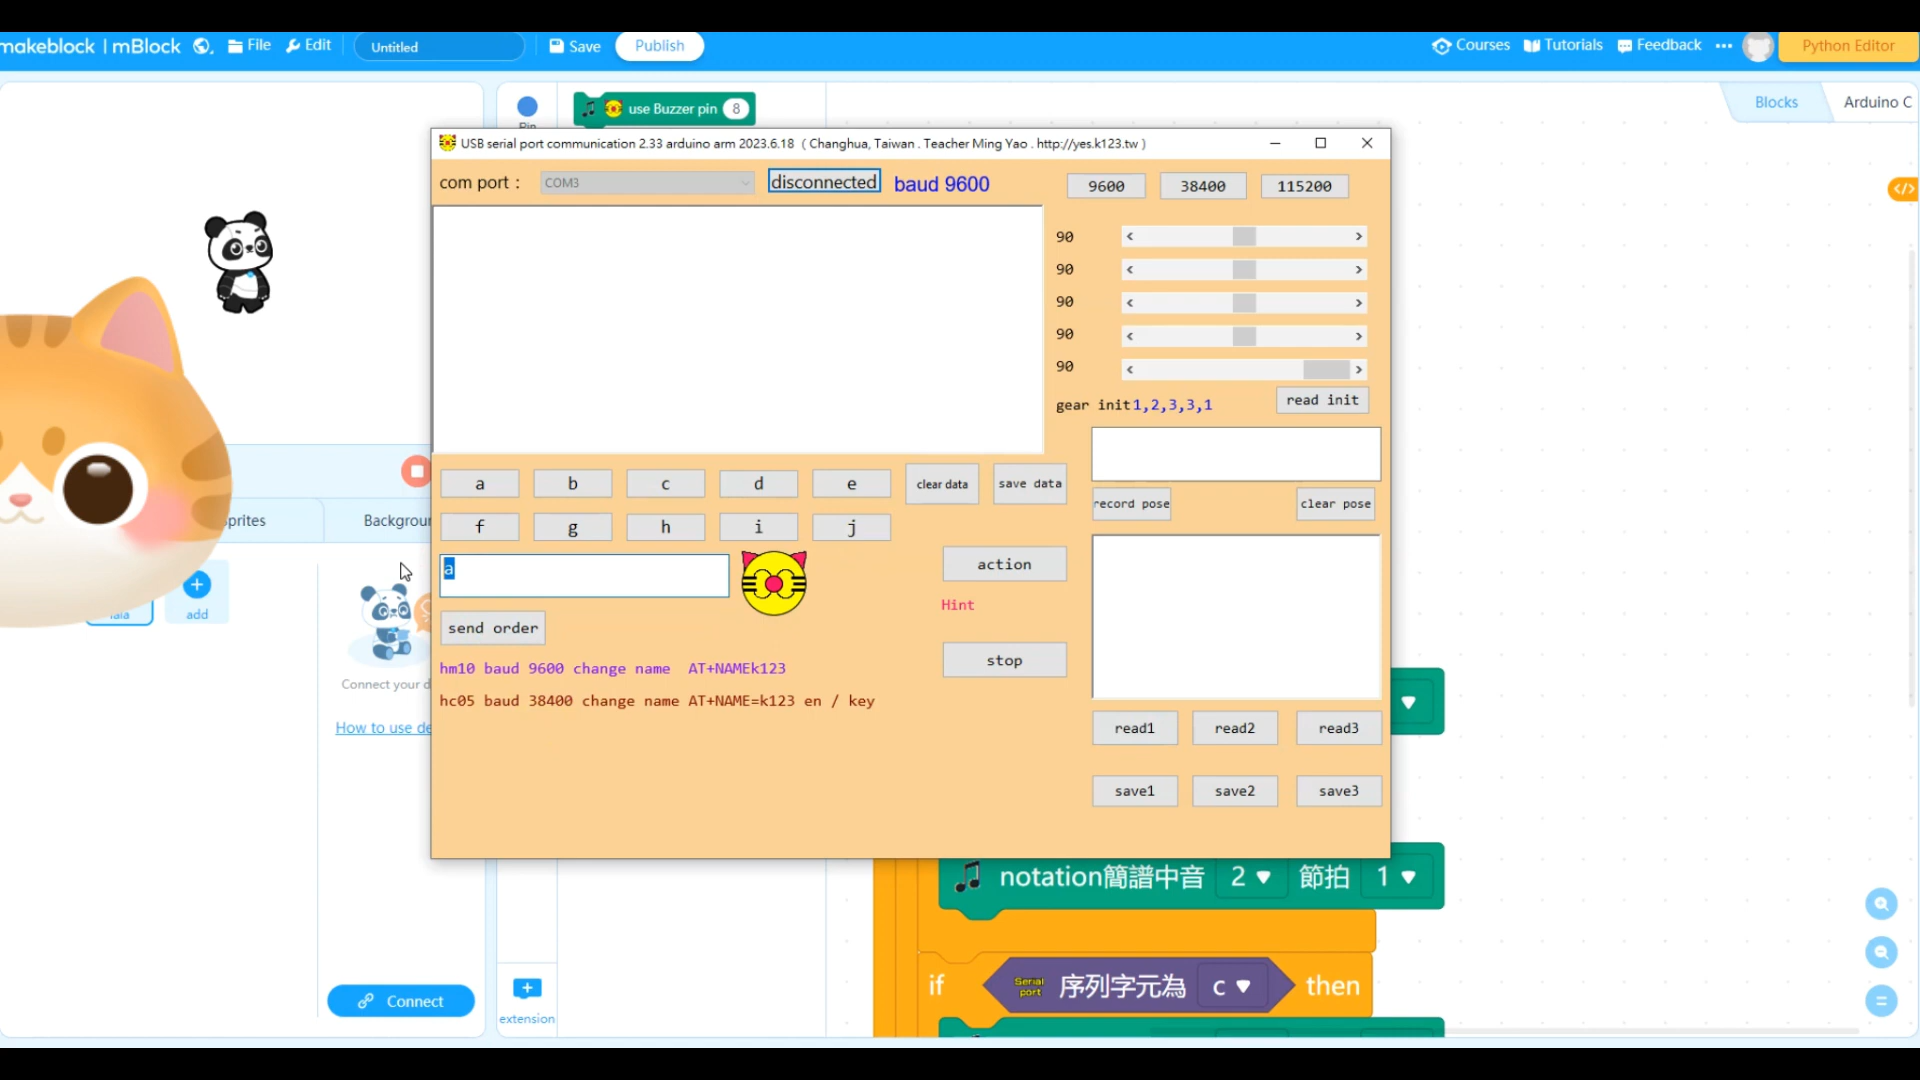 makeblock | mBlock File Edit Untitled Save Publish Courses Tutorials Feedback Python Editor
use Buzzer pin 8
Blocks Arduino C
USB serial port communication 2.33 arduino arm 2023.6.18 ( Changhua, Taiwan . Teacher Ming Yao . http://yes.k123.tw )
com port : COM3 disconnected baud 9600 9600 38400 115200
90
90
90
90
90
gear init1,2,3,3,1 read init
a b c d e clear data save data
record pose clear pose
f g h i j
a
action
Hint
send order
stop
hm10 baud 9600 change name AT+NAMEk123
hc05 baud 38400 change name AT+NAME=k123 en / key
read1 read2 read3
save1 save2 save3
prites Backgrou
add
Connect your d
How to use de
Connect
extension
notation簡譜中音 2 節拍 1
if Serial port 序列字元為 c then